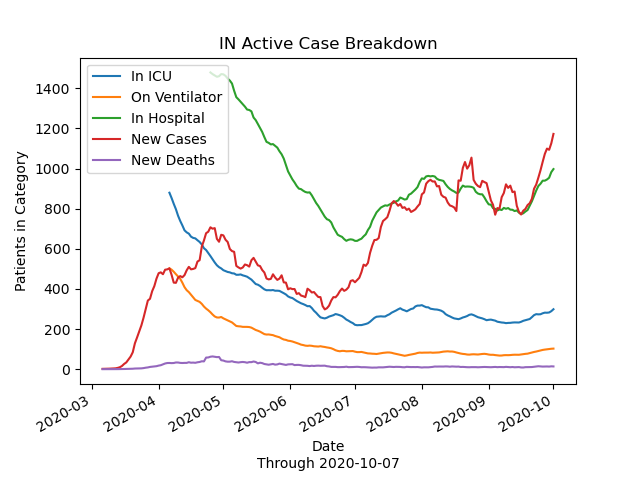 IN Active Case Breakdown
In ICU
On Ventilator
In Hospital
New Cases
New Deaths
Patients in Category
1400
1200
1000
800
600
400
200
0
2020-03
2020-04
2020-05
2020-06
2020-07
2020-08
2020-09
2020-10
Date
Through 2020-10-07